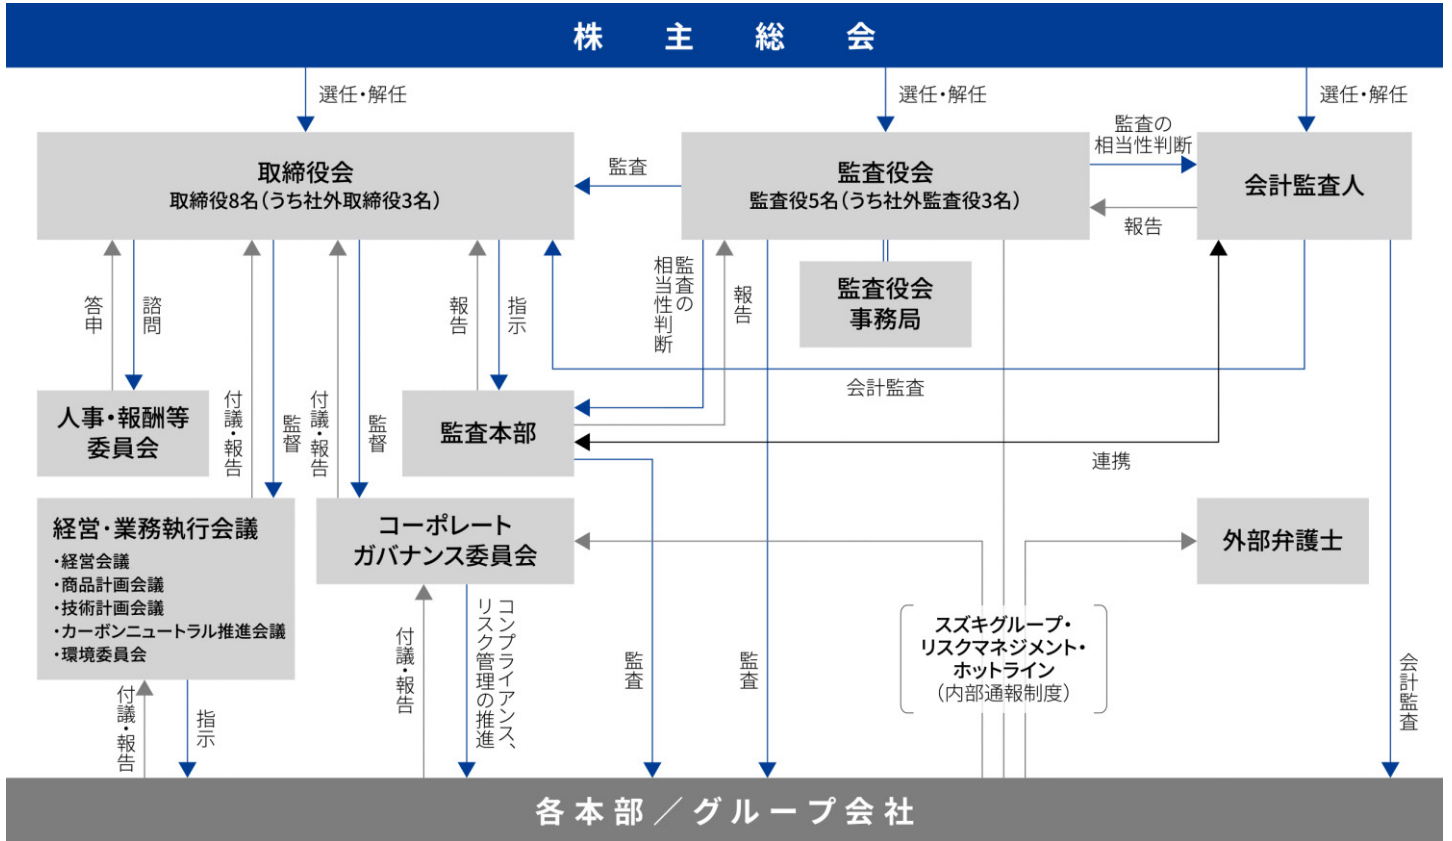 株主総会
選任・解任
選任・解任
選任・解任
取締役会
取締役8名（うち社外取締役3名）
監査
監査役会
監査役5名（うち社外監査役3名）
監査の
相当性判断
報告
会計監査人
答申
諮問
付議・報告
監督
付議・報告
監督
報告
指示
監査の
相当性判断
報告
監査役会
事務局
会計監査
人事・報酬等
委員会
監査本部
連携
経営・業務執行会議
・経営会議
・商品計画会議
・技術計画会議
・カーボンニュートラル推進会議
・環境委員会
コーポレート
ガバナンス委員会
外部弁護士
付議・報告
指示
付議・報告
コンプライアンス、
リスク管理の推進
監査
監査
スズキグループ・
リスクマネジメント・
ホットライン
（内部通報制度）
会計監査
各本部／グループ会社